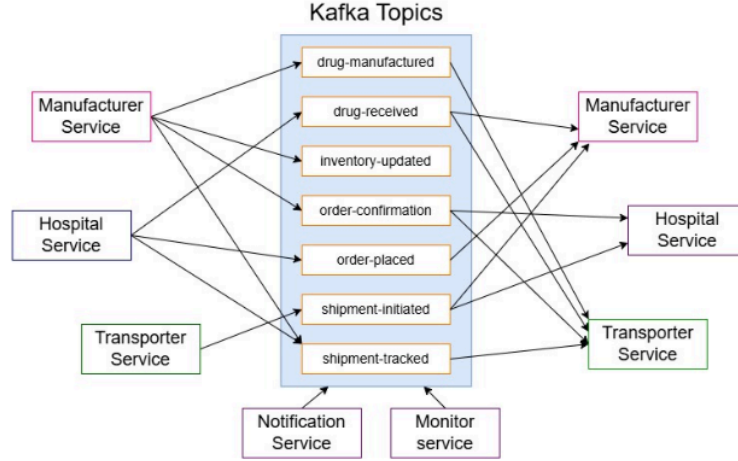 Kafka Topics
drug-manufactured
Manufacturer
Service
drug-received
Manufacturer
Service
inventory-updated
Hospital
Service
order-confirmation
Hospital
Service
order-placed
shipment-initiated
Transporter
Service
Transporter
Service
shipment-tracked
Notification
Service
Monitor
service